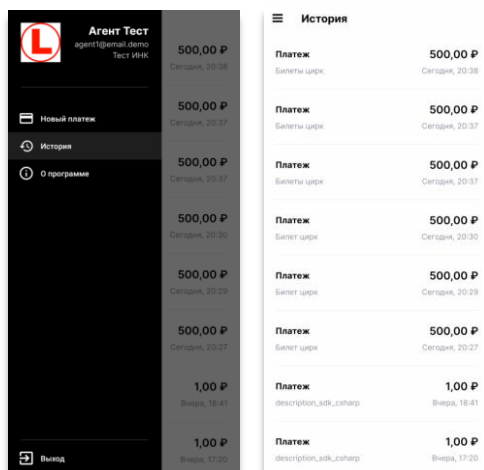 L
Агент Тест
agent1@email.demo
Тест ИНК
Новый платеж
История
О программе
Выход
500,00 ₽
Сегодня, 20:38
500,00 ₽
Сегодня, 20:37
500,00 ₽
Сегодня, 20:37
500,00 ₽
Сегодня, 20:30
500,00 ₽
Сегодня, 20:29
500,00 ₽
Сегодня, 20:27
1,00 ₽
Вчера, 18:41
1,00 ₽
Вчера, 17:20
История
Платеж 500,00 ₽
Билеты цирк Сегодня, 20:38
Платеж 500,00 ₽
Билеты цирк Сегодня, 20:37
Платеж 500,00 ₽
Билеты цирк Сегодня, 20:37
Платеж 500,00 ₽
Билет цирк Сегодня, 20:30
Платеж 500,00 ₽
Билет цирк Сегодня, 20:29
Платеж 500,00 ₽
Билет цирк Сегодня, 20:27
Платеж 1,00 ₽
description_sdk_csharp Вчера, 18:41
Платеж 1,00 ₽
description_sdk_csharp Вчера, 17:20